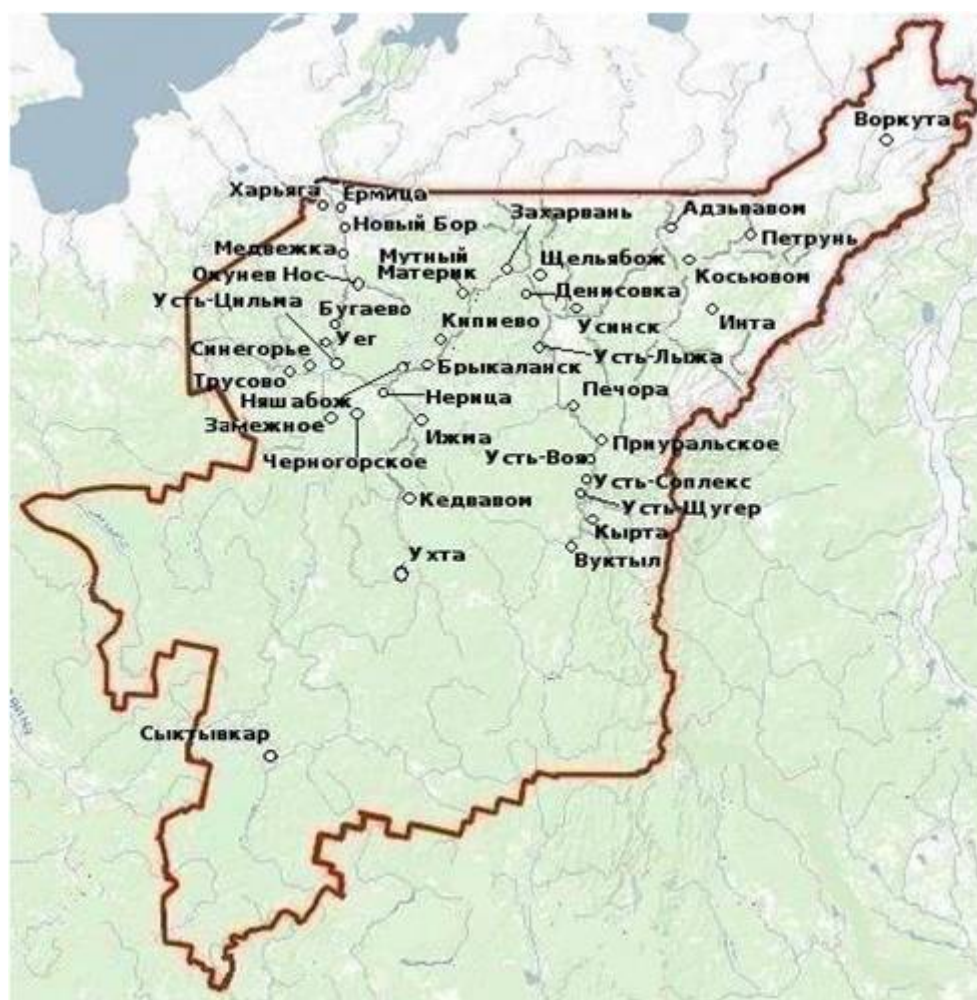 Воркута
Харьяга
Ермица
Захарвань
Адзьвавом
Новый Бор
Петрунь
Медвежка
Мутный
Материк
Щельябож
Косьювом
Окунев Нос
Денисовка
Усть-Цильма
Бугаево
Кипиево
Усинск
Инта
Уег
Синегорье
Усть-Лыжа
Трусово
Брыкаланск
Няшабож
Нерица
Печора
Замежное
Ижма
Приуральское
Черногорское
Усть-Воя
Усть-Соплекс
Кедвавом
Усть-Щугер
Кырта
Ухта
Вуктыл
Сыктывкар